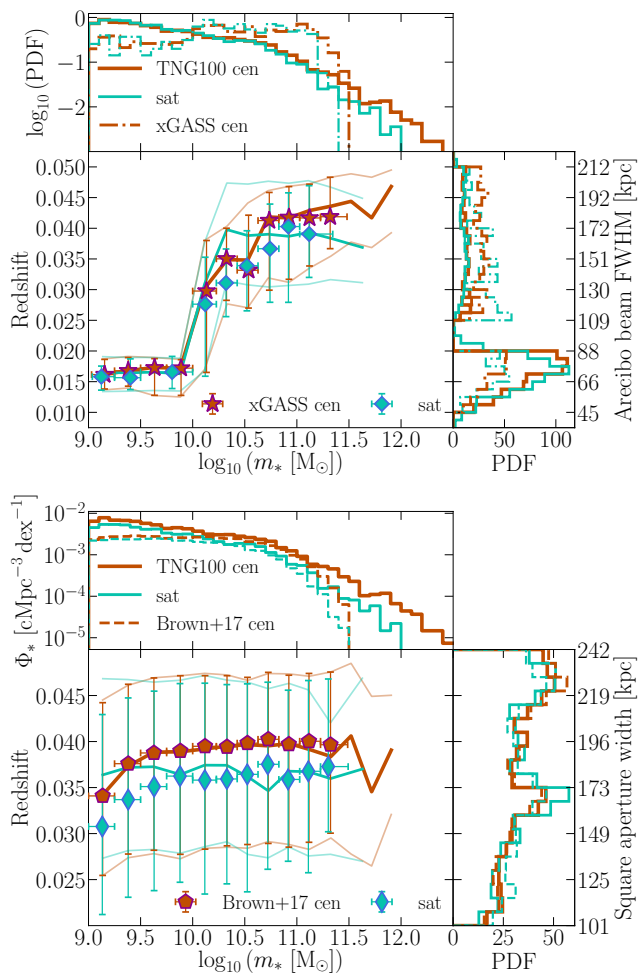 0
−1
−2
log₁₀(PDF)
TNG100 cen
sat
xGASS cen
0.050
0.045
0.040
0.035
0.030
0.025
0.020
0.015
0.010
Redshift
xGASS cen
sat
9.0 9.5 10.0 10.5 11.0 11.5 12.0
log₁₀(m∗ [M⊙])
212
192
172
151
130
109
88
66
45
Arecibo beam FWHM [kpc]
0 50 100
PDF
10⁻²
10⁻³
10⁻⁴
10⁻⁵
Φ∗ [cMpc⁻³ dex⁻¹]
TNG100 cen
sat
Brown+17 cen
0.045
0.040
0.035
0.030
0.025
Redshift
Brown+17 cen
sat
9.0 9.5 10.0 10.5 11.0 11.5 12.0
log₁₀(m∗ [M⊙])
242
219
196
173
149
125
101
Square aperture width [kpc]
0 25 50
PDF